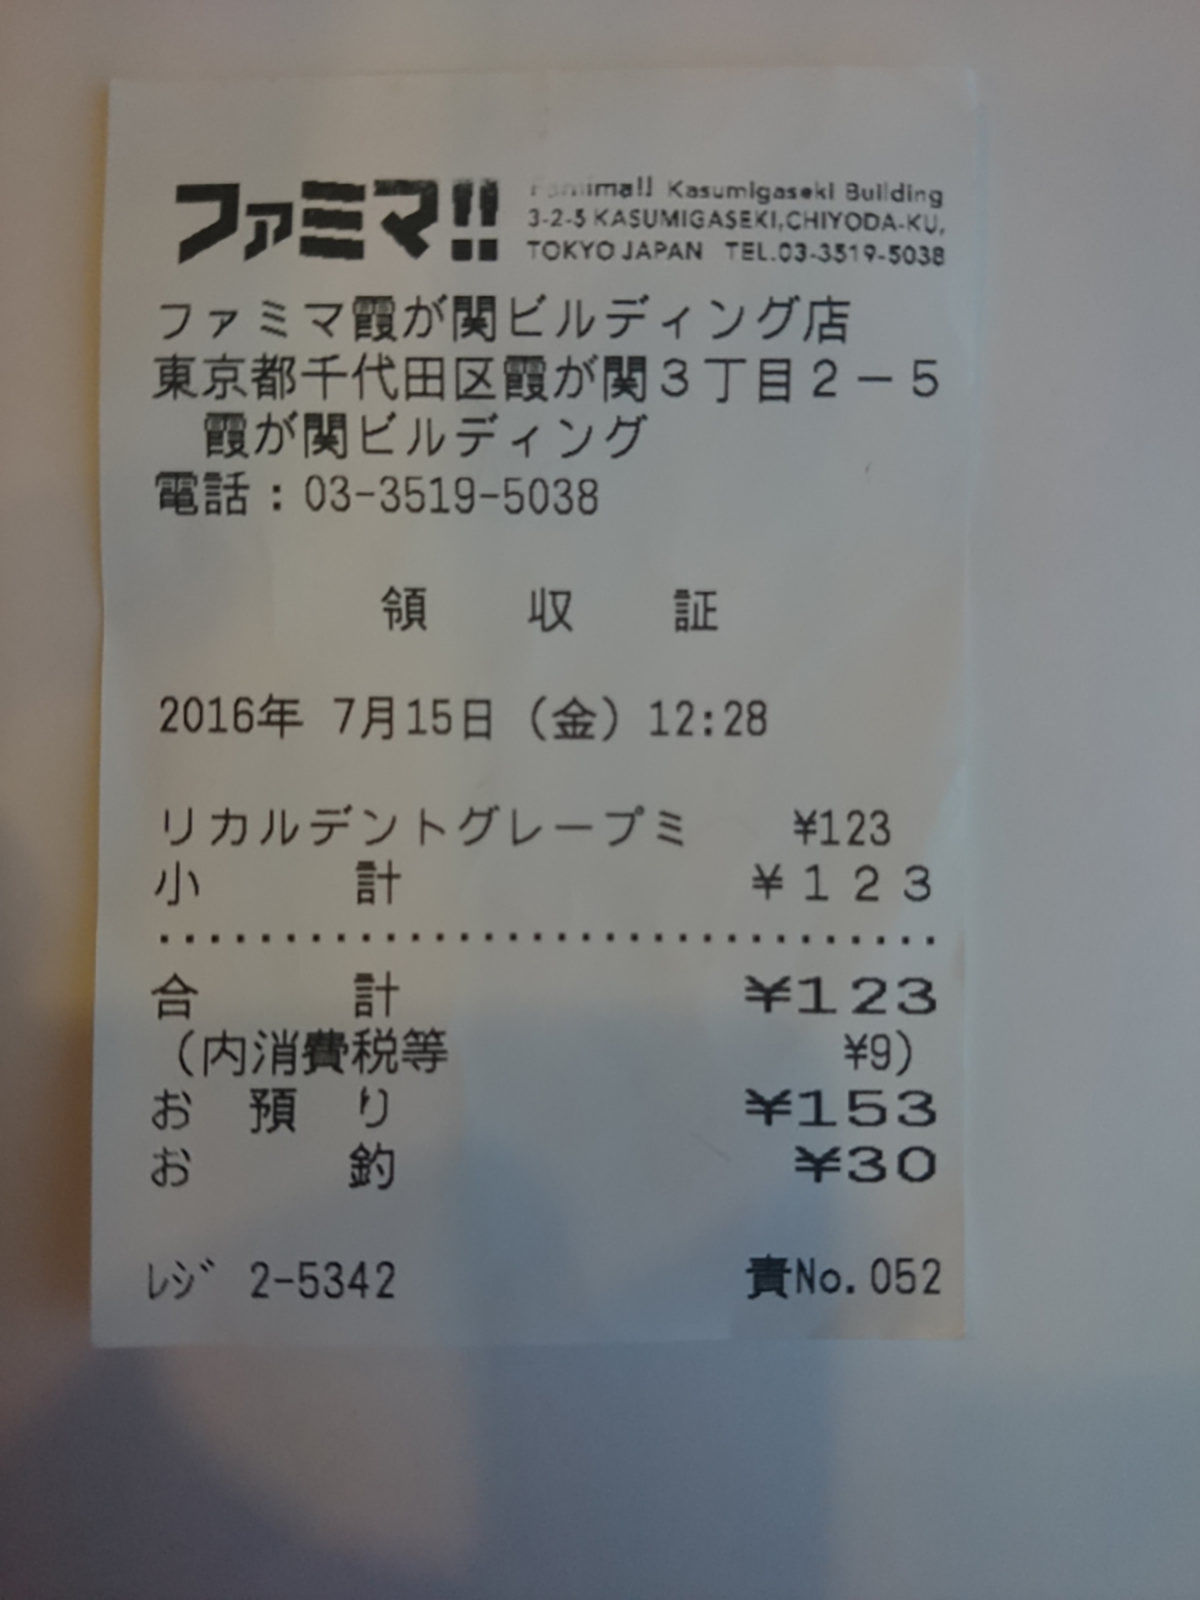 ファミマ!! Famima!! Kasumigaseki Building
3-2-5 KASUMIGASEKI,CHIYODA-KU,
TOKYO JAPAN TEL.03-3519-5038
ファミマ霞が関ビルディング店
東京都千代田区霞が関3丁目2-5
霞が関ビルディング
電話:03-3519-5038
領収証
2016年 7月15日(金)12:28
リカルデントグレープミ ¥123
小計 ¥123
合計 ¥123
(内消費税等 ¥9)
お預り ¥153
お釣 ¥30
レジ 2-5342 責No.052